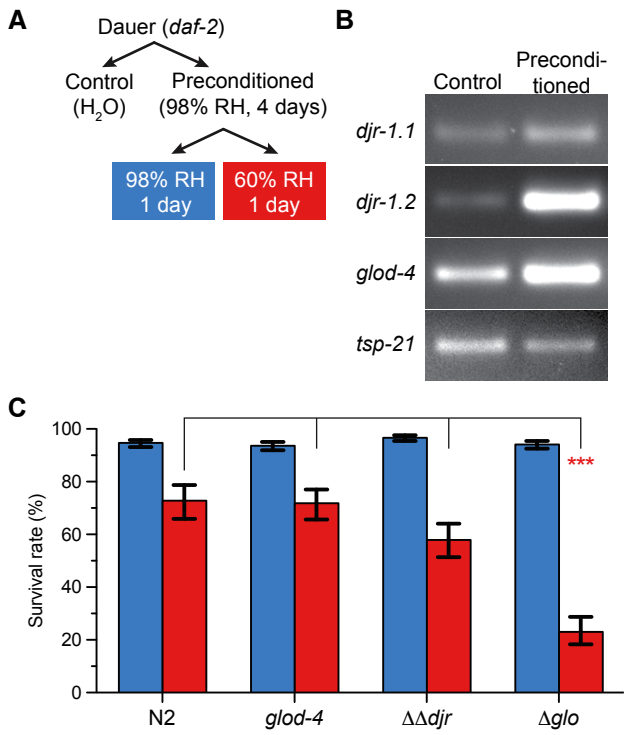 A
Dauer (daf-2)
Control
(H₂O)
Preconditioned
(98% RH, 4 days)
98% RH
1 day
60% RH
1 day
B
Control
Precondi-
tioned
djr-1.1
djr-1.2
glod-4
tsp-21
C
Survival rate (%)
100
80
60
40
20
0
***
N2
glod-4
ΔΔdjr
Δglo